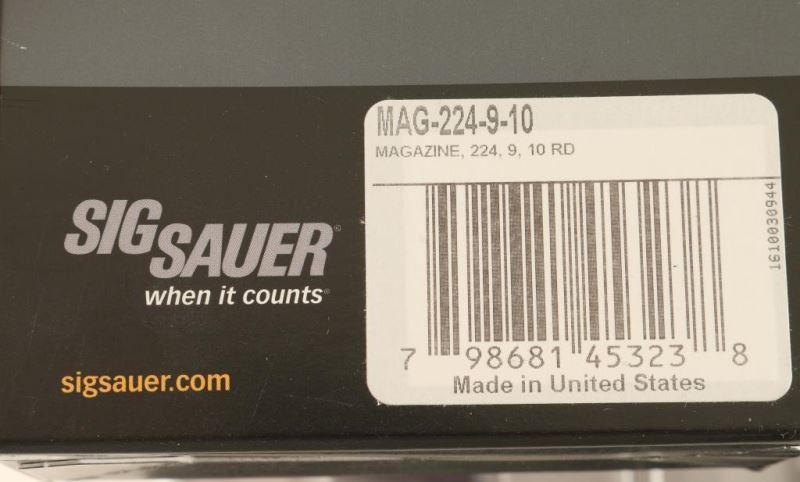 SIG SAUER®
when it counts®
sigsauer.com
MAG-224-9-10
MAGAZINE, 224, 9, 10 RD
1610030944
7 98681 45323 8
Made in United States